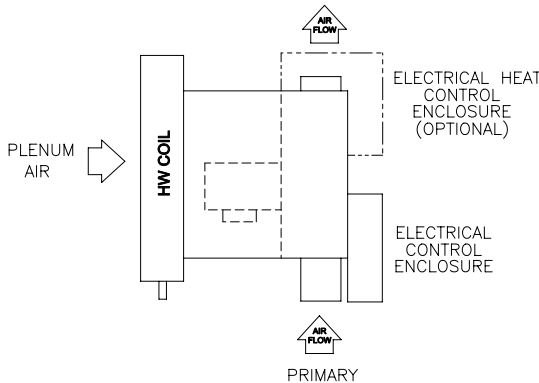 AIR
FLOW
ELECTRICAL HEAT
CONTROL
ENCLOSURE
(OPTIONAL)
PLENUM
AIR
HW COIL
ELECTRICAL
CONTROL
ENCLOSURE
AIR
FLOW
PRIMARY